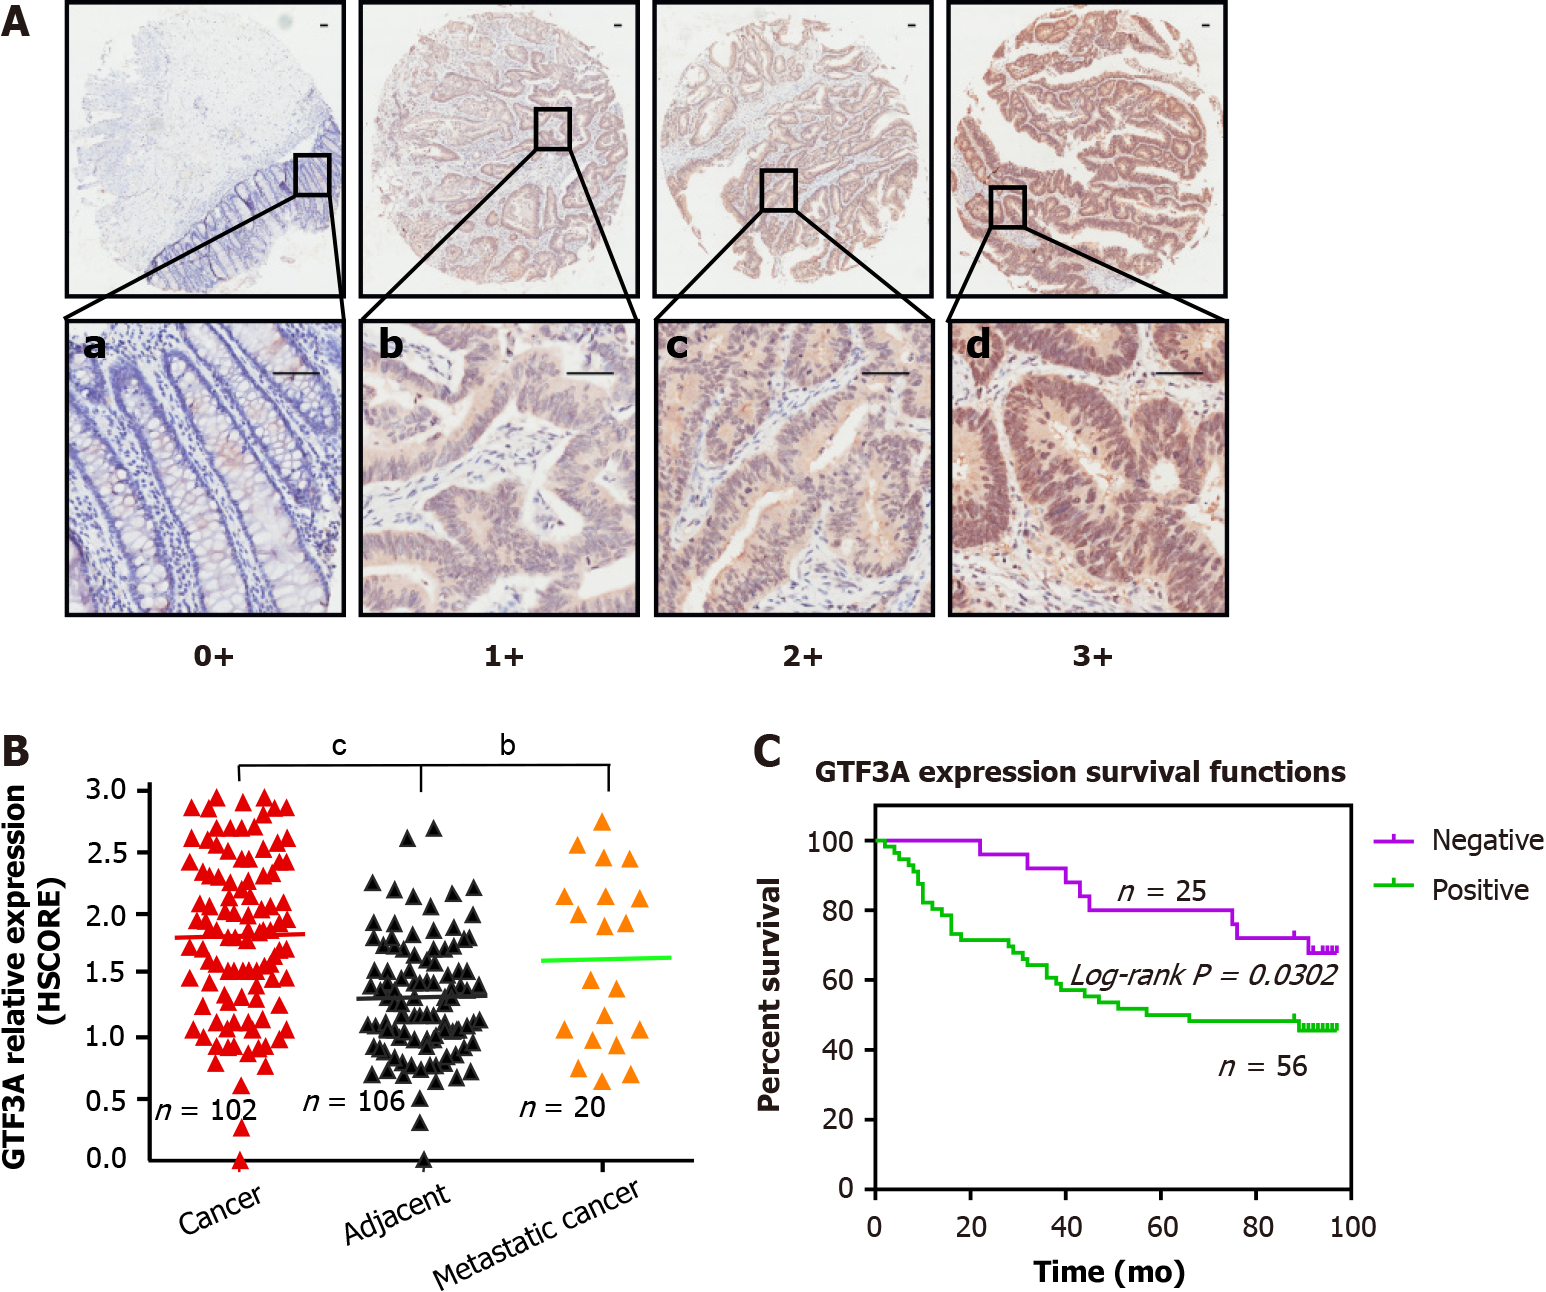 A
a
b
c
d
0+
1+
2+
3+
B
c
b
GTF3A relative expression
(HSCORE)
3.0
2.5
2.0
1.5
1.0
0.5
0.0
n = 102
n = 106
n = 20
Cancer
Adjacent
Metastatic cancer
C
GTF3A expression survival functions
Percent survival
100
80
60
40
20
0
n = 25
Log-rank P = 0.0302
n = 56
Negative
Positive
0
20
40
60
80
100
Time (mo)